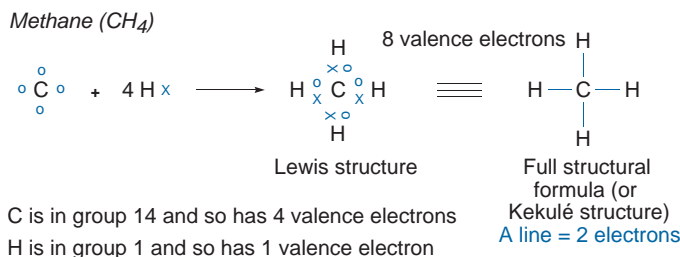 Methane (CH4)
H 8 valence electrons H
o x o
o C o + 4 H x H o x C o x H H C H
o x o
H H
Lewis structure Full structural
formula (or
Kekulé structure)
C is in group 14 and so has 4 valence electrons
A line = 2 electrons
H is in group 1 and so has 1 valence electron